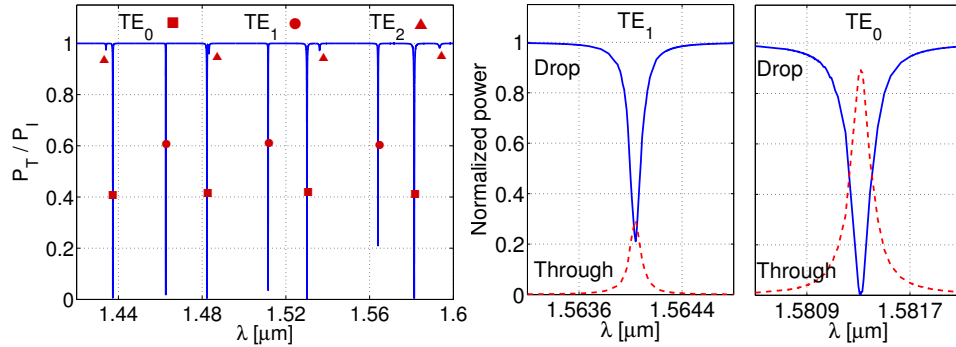 TE0 TE1 TE2
PT / PI
1
0.8
0.6
0.4
0.2
0
1.44 1.48 1.52 1.56 1.6
λ [μm]
TE1
Normalized power
1
0.8
0.6
0.4
0.2
0
Drop
Through
1.5636 1.5644
λ [μm]
TE0
Drop
Through
1.5809 1.5817
λ [μm]